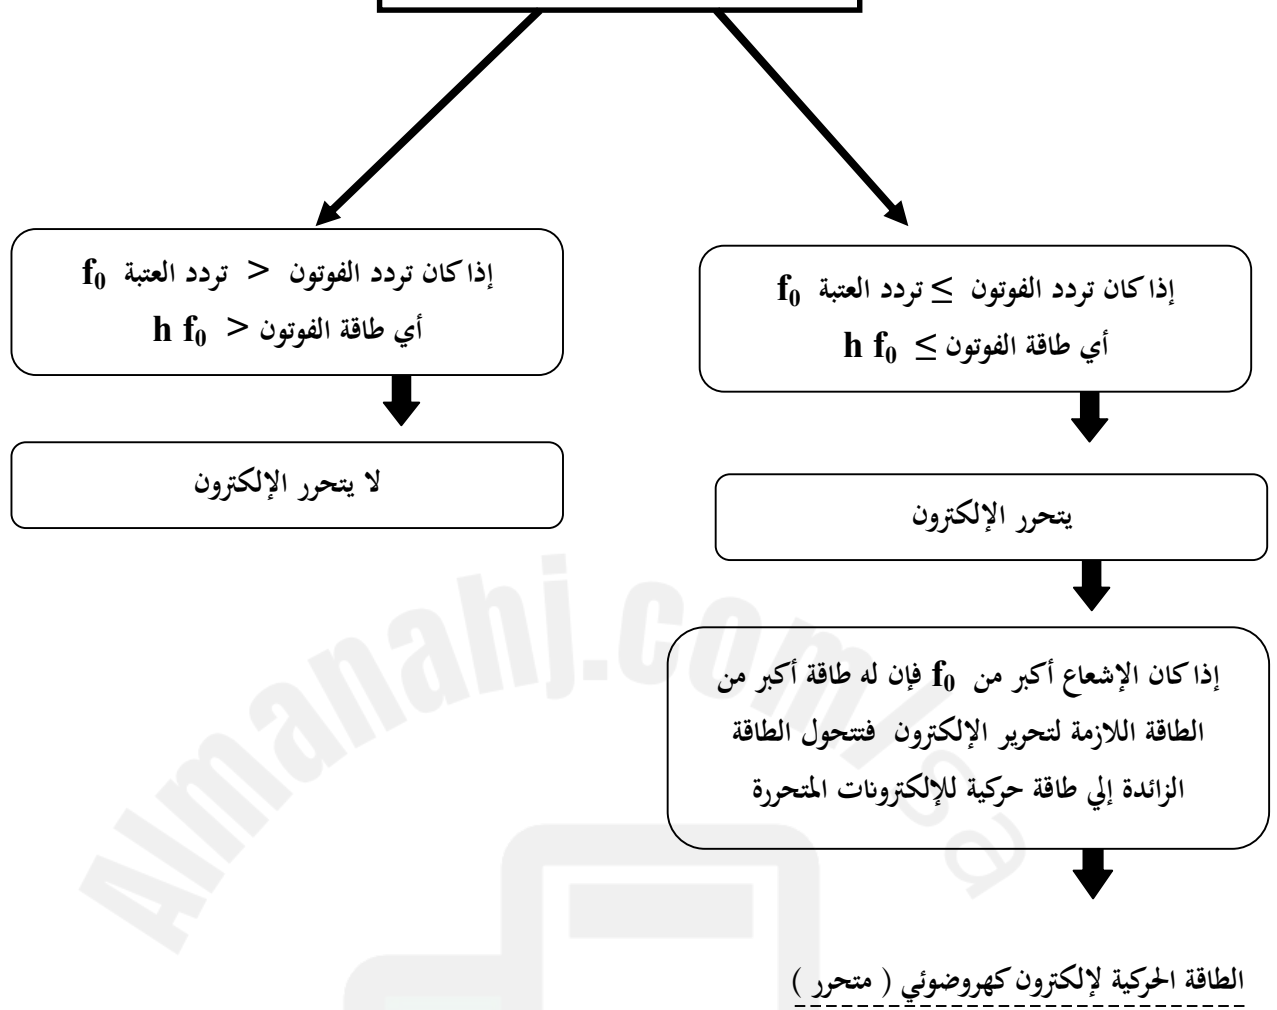 إذا كان تردد الفوتون ≥ تردد العتبة f₀
أي طاقة الفوتون ≥ h f₀
يتحرر الإلكترون
إذا كان الإشعاع أكبر من f₀ فإن له طاقة أكبر من
الطاقة اللازمة لتحرير الإلكترون فتتحول الطاقة
الزائدة إلي طاقة حركية للإلكترونات المتحررة
إذا كان تردد الفوتون < تردد العتبة f₀
أي طاقة الفوتون < h f₀
لا يتحرر الإلكترون
الطاقة الحركية لإلكترون كهروضوئي ( متحرر )
Almanahj.com/sa